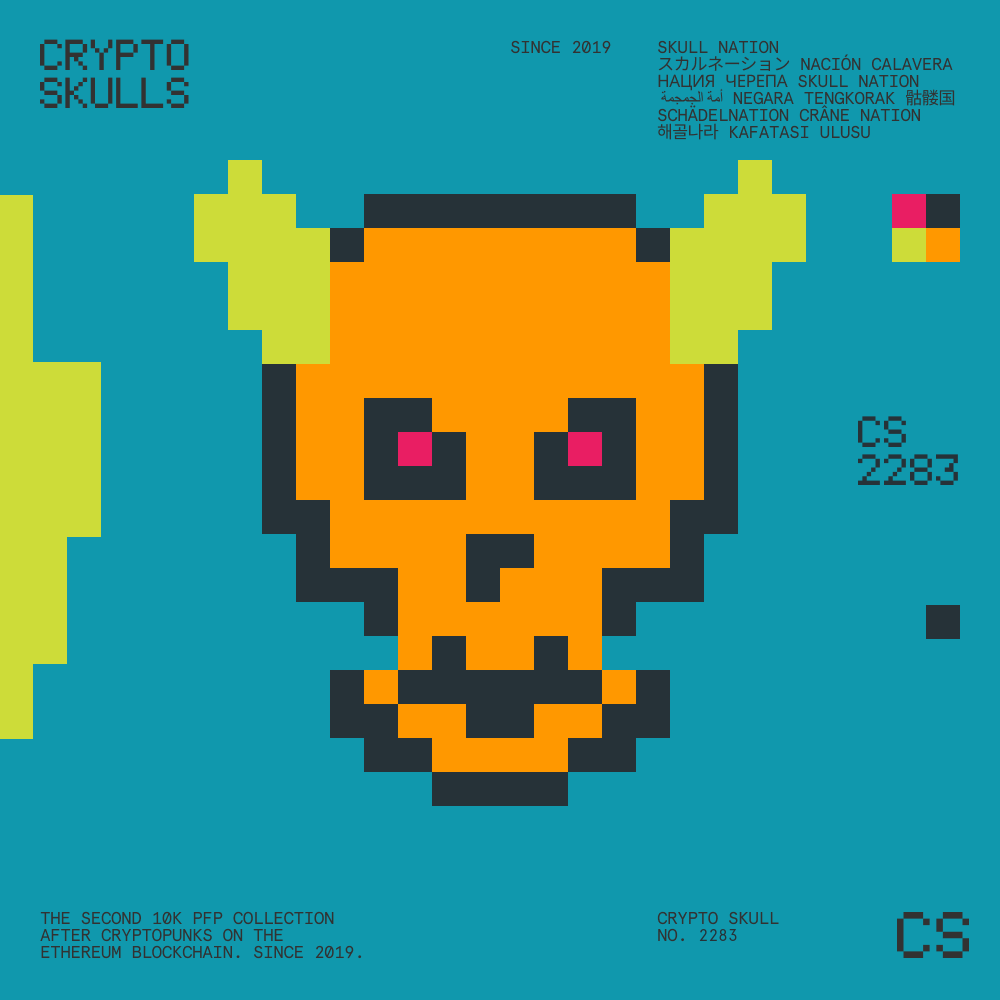 CRYPTO
SKULLS
SINCE 2019
SKULL NATION
スカルネーション NACIÓN CALAVERA
НАЦИЯ ЧЕРЕПА SKULL NATION
أمة الجمجمة NEGARA TENGKORAK 骷髅国
SCHÄDELNATION CRÂNE NATION
해골나라 KAFATASI ULUSU
CS
2283
THE SECOND 10K PFP COLLECTION
AFTER CRYPTOPUNKS ON THE
ETHEREUM BLOCKCHAIN. SINCE 2019.
CRYPTO SKULL
NO. 2283
CS